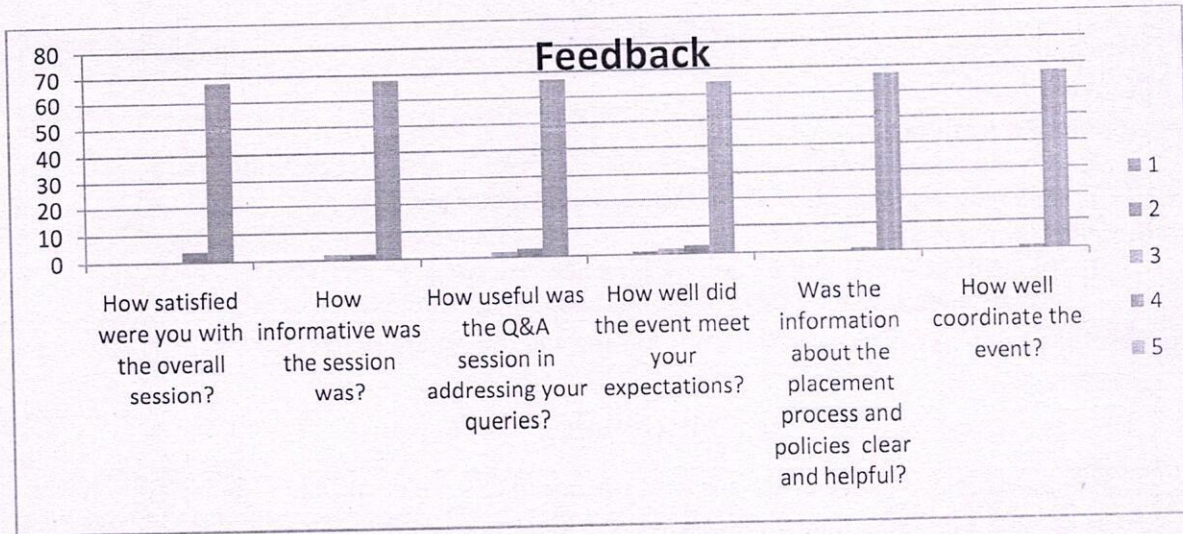 Feedback
80
70
60
50
40
30
20
10
0
How satisfied
were you with
the overall
session?
How
informative was
the session
was?
How useful was
the Q&A
session in
addressing your
queries?
How well did
the event meet
your
expectations?
Was the
information
about the
placement
process and
policies clear
and helpful?
How well
coordinate the
event?
1
2
3
4
5